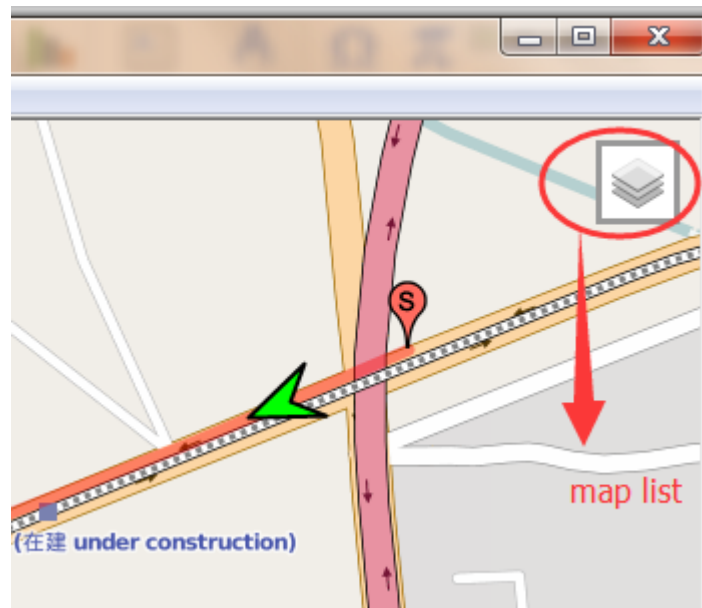 S
map list
(在建 under construction)